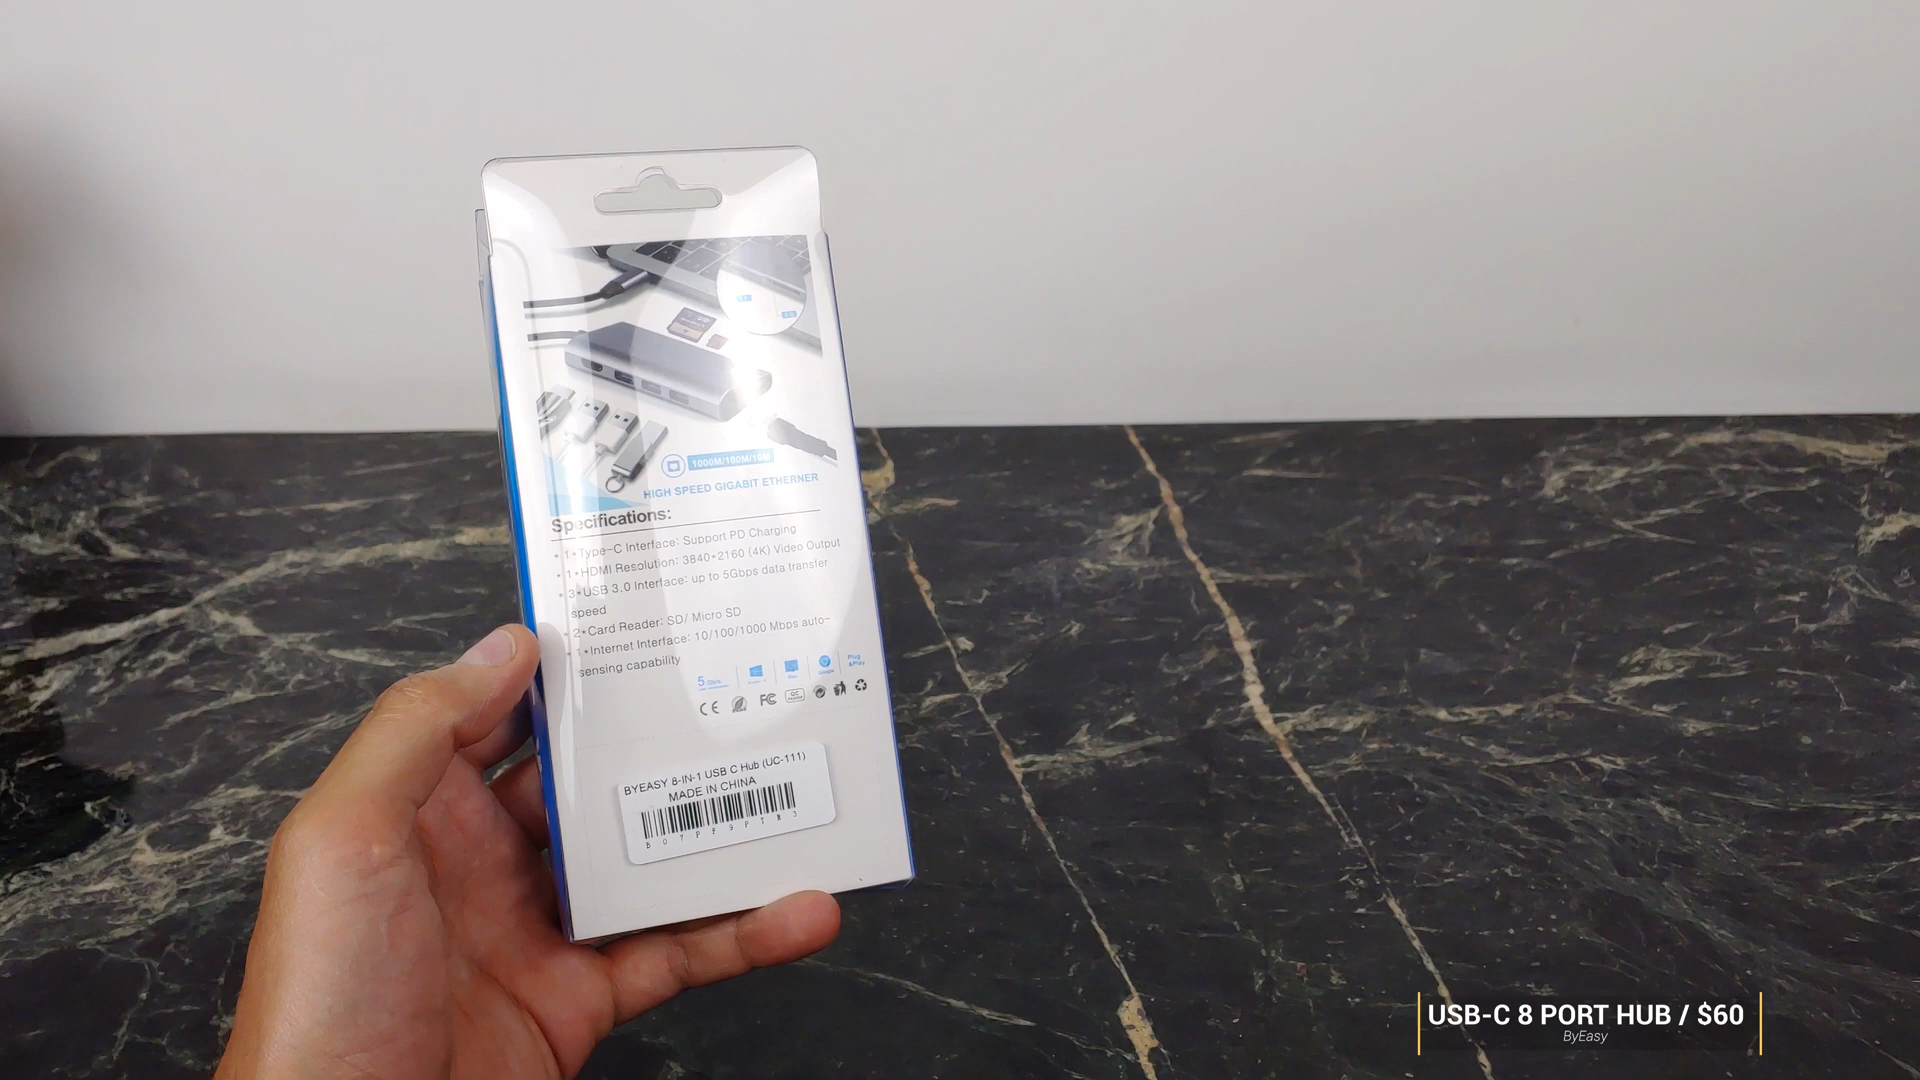 1000M/100M/10M
HIGH SPEED GIGABIT ETHERNER
Specifications:
• 1*Type-C Interface: Support PD Charging
• 1*HDMI Resolution: 3840*2160 (4K) Video Output
• 3*USB 3.0 Interface: up to 5Gbps data transfer
speed
• 2*Card Reader: SD/ Micro SD
• 1*Internet Interface: 10/100/1000 Mbps auto-
sensing capability
5 Gb/s
Plug
&Play
CE
FC
QC
BYEASY 8-IN-1 USB C Hub (UC-111)
MADE IN CHINA
USB-C 8 PORT HUB / $60
ByEasy